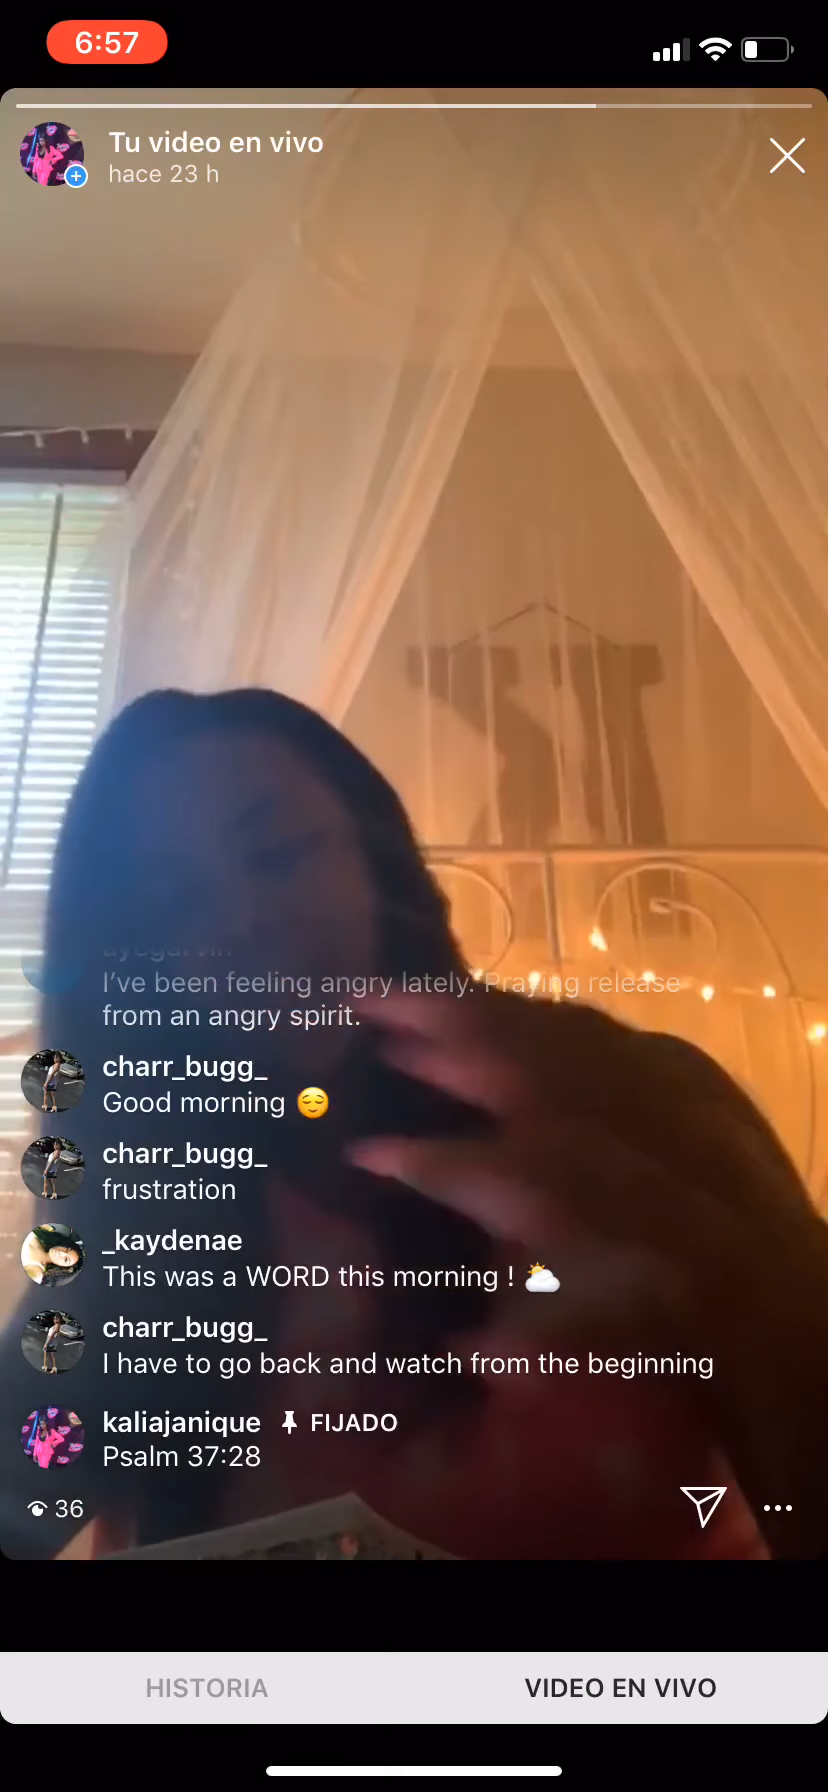 6:57
Tu video en vivo
hace 23 h
I've been feeling angry lately. Praying release
from an angry spirit.
charr_bugg_
Good morning 😌
charr_bugg_
frustration
_kaydenae
This was a WORD this morning ! 🌥️
charr_bugg_
I have to go back and watch from the beginning
kaliajanique 📌 FIJADO
Psalm 37:28
36
HISTORIA
VIDEO EN VIVO